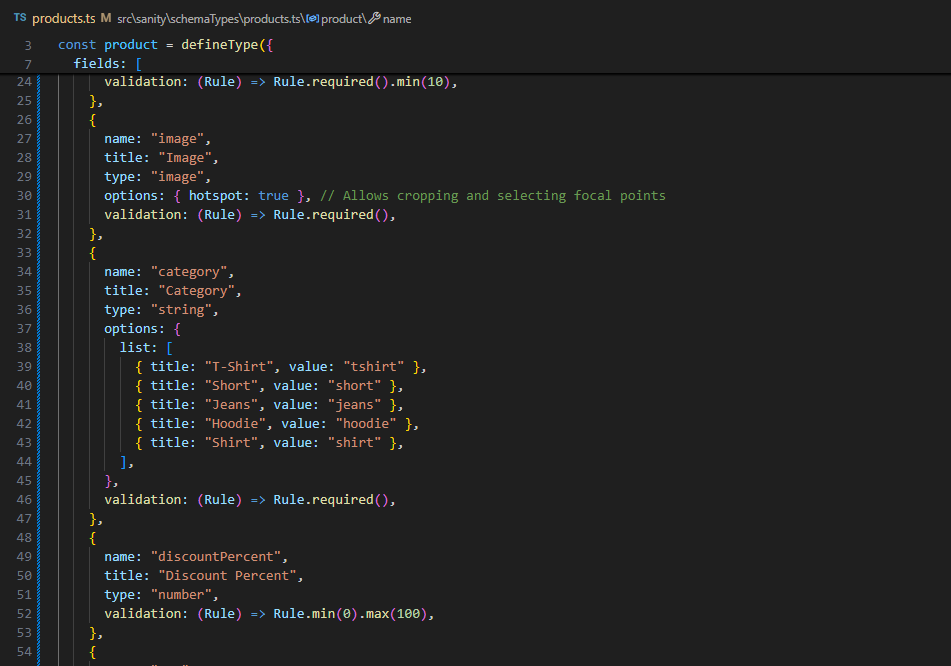 TS products.ts M src\sanity\schemaTypes\products.ts\product\name
3 const product = defineType({
7 fields: [
24 validation: (Rule) => Rule.required().min(10),
25 },
26 {
27 name: "image",
28 title: "Image",
29 type: "image",
30 options: { hotspot: true }, // Allows cropping and selecting focal points
31 validation: (Rule) => Rule.required(),
32 },
33 {
34 name: "category",
35 title: "Category",
36 type: "string",
37 options: {
38 list: [
39 { title: "T-Shirt", value: "tshirt" },
40 { title: "Short", value: "short" },
41 { title: "Jeans", value: "jeans" },
42 { title: "Hoodie", value: "hoodie" },
43 { title: "Shirt", value: "shirt" },
44 ],
45 },
46 validation: (Rule) => Rule.required(),
47 },
48 {
49 name: "discountPercent",
50 title: "Discount Percent",
51 type: "number",
52 validation: (Rule) => Rule.min(0).max(100),
53 },
54 {